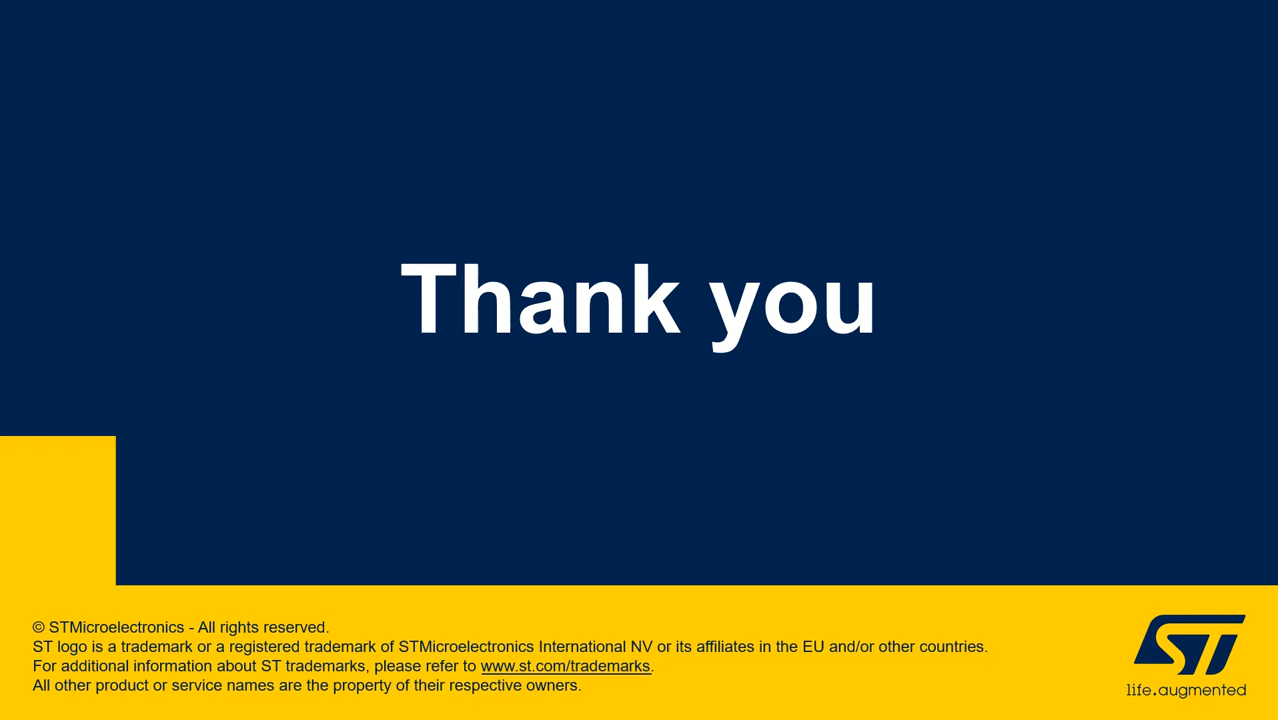 Thank you
© STMicroelectronics - All rights reserved.
ST logo is a trademark or a registered trademark of STMicroelectronics International NV or its affiliates in the EU and/or other countries.
For additional information about ST trademarks, please refer to www.st.com/trademarks.
All other product or service names are the property of their respective owners.
ST
life.augmented